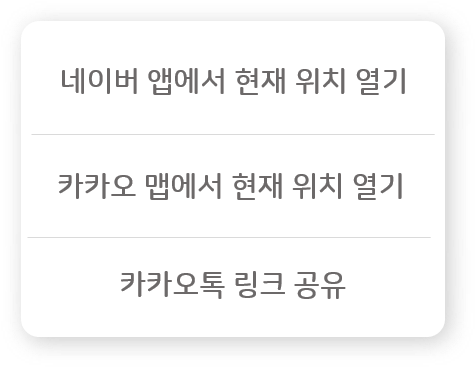 네이버 앱에서 현재 위치 열기
카카오 맵에서 현재 위치 열기
카카오톡 링크 공유